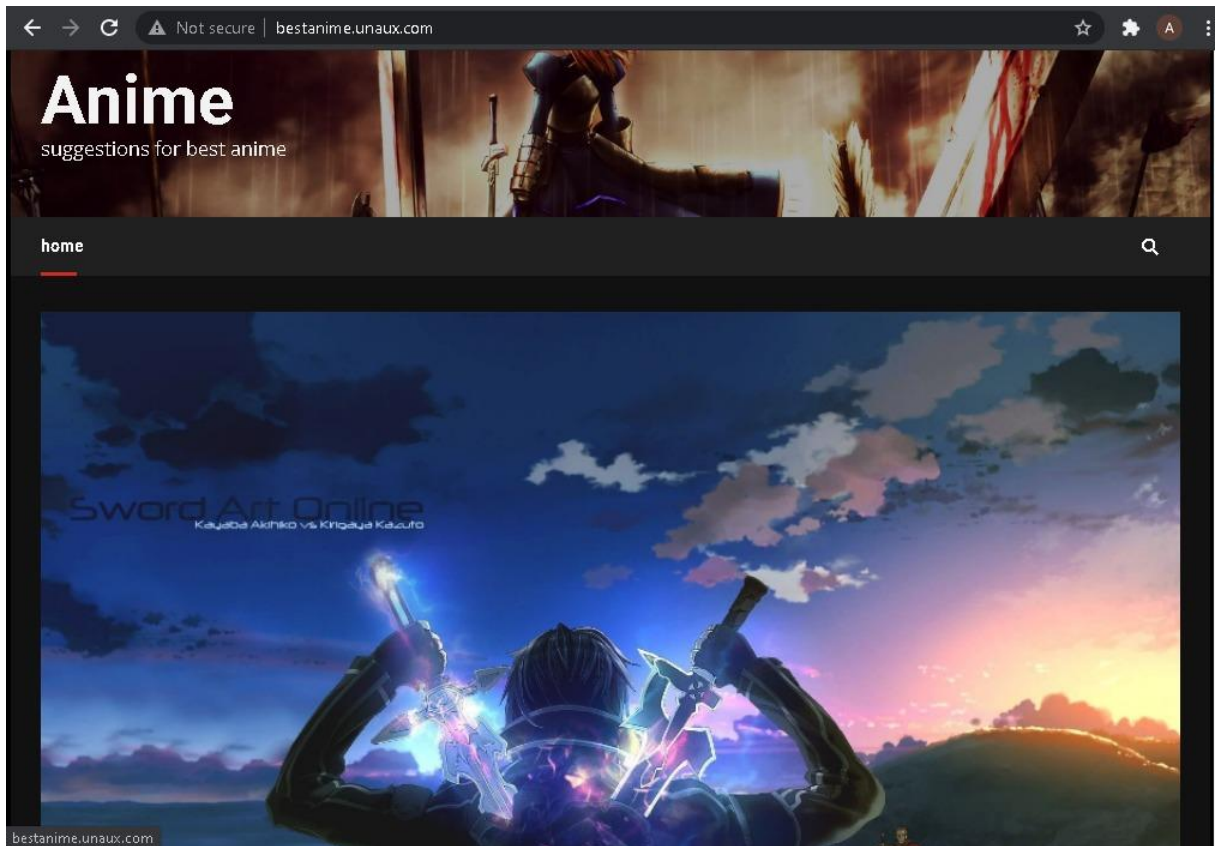 Not secure | bestanime.unaux.com
A
Anime
suggestions for best anime
home
Sword Art Online
Kayaba Akihiko vs Kirigaya Kazuto
bestanime.unaux.com